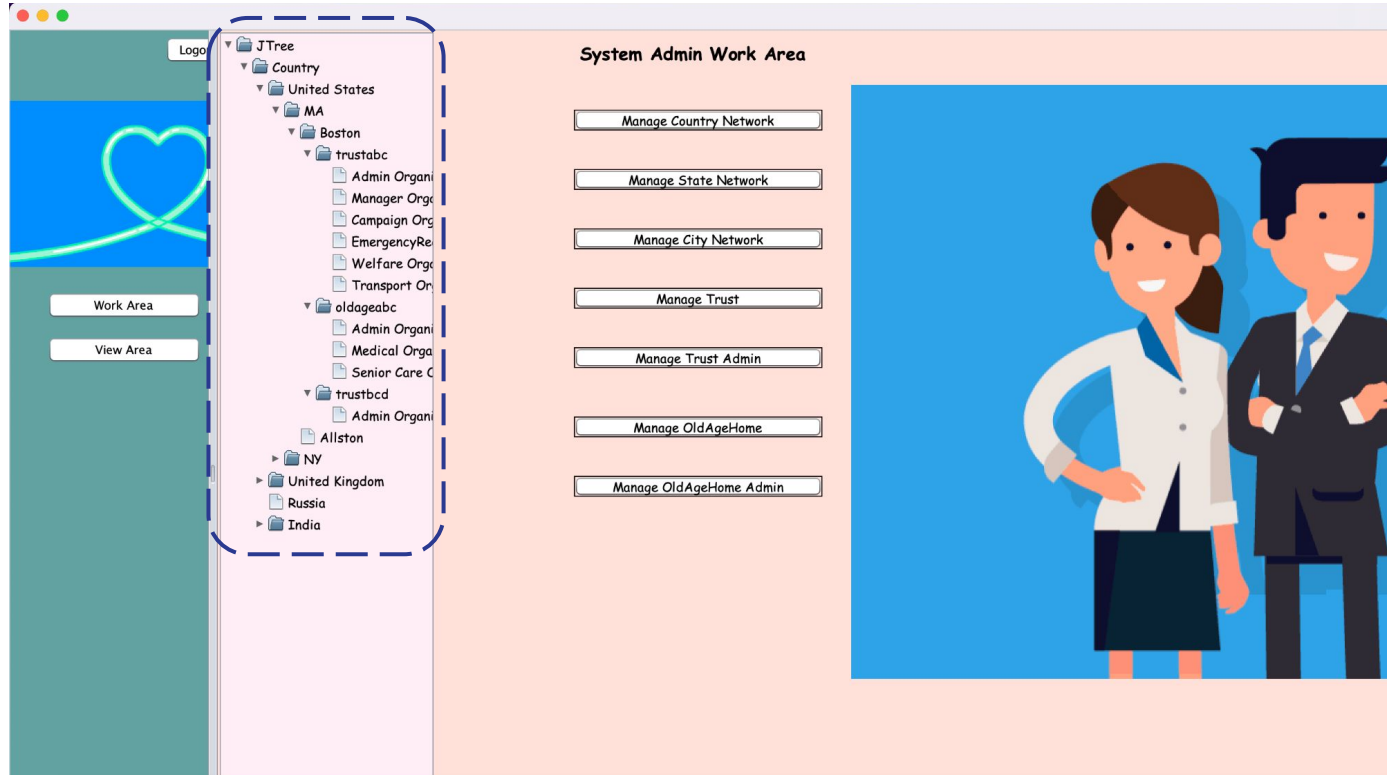 Logo
JTree
Country
United States
MA
Boston
trustabc
Admin Organi
Manager Orga
Campaign Org
EmergencyRe
Welfare Orga
Transport Or
oldageabc
Admin Organi
Medical Orga
Senior Care
trustbcd
Admin Organi
Allston
NY
United Kingdom
Russia
India
Work Area
View Area
System Admin Work Area
Manage Country Network
Manage State Network
Manage City Network
Manage Trust
Manage Trust Admin
Manage OldAgeHome
Manage OldAgeHome Admin